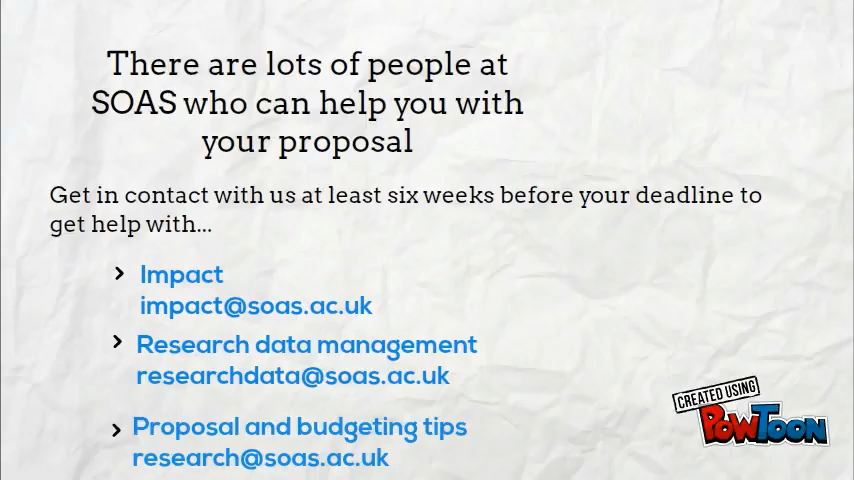 There are lots of people at
SOAS who can help you with
your proposal
Get in contact with us at least six weeks before your deadline to
get help with...
Impact
impact@soas.ac.uk
Research data management
researchdata@soas.ac.uk
Proposal and budgeting tips
research@soas.ac.uk
CREATED USING
POWTOON